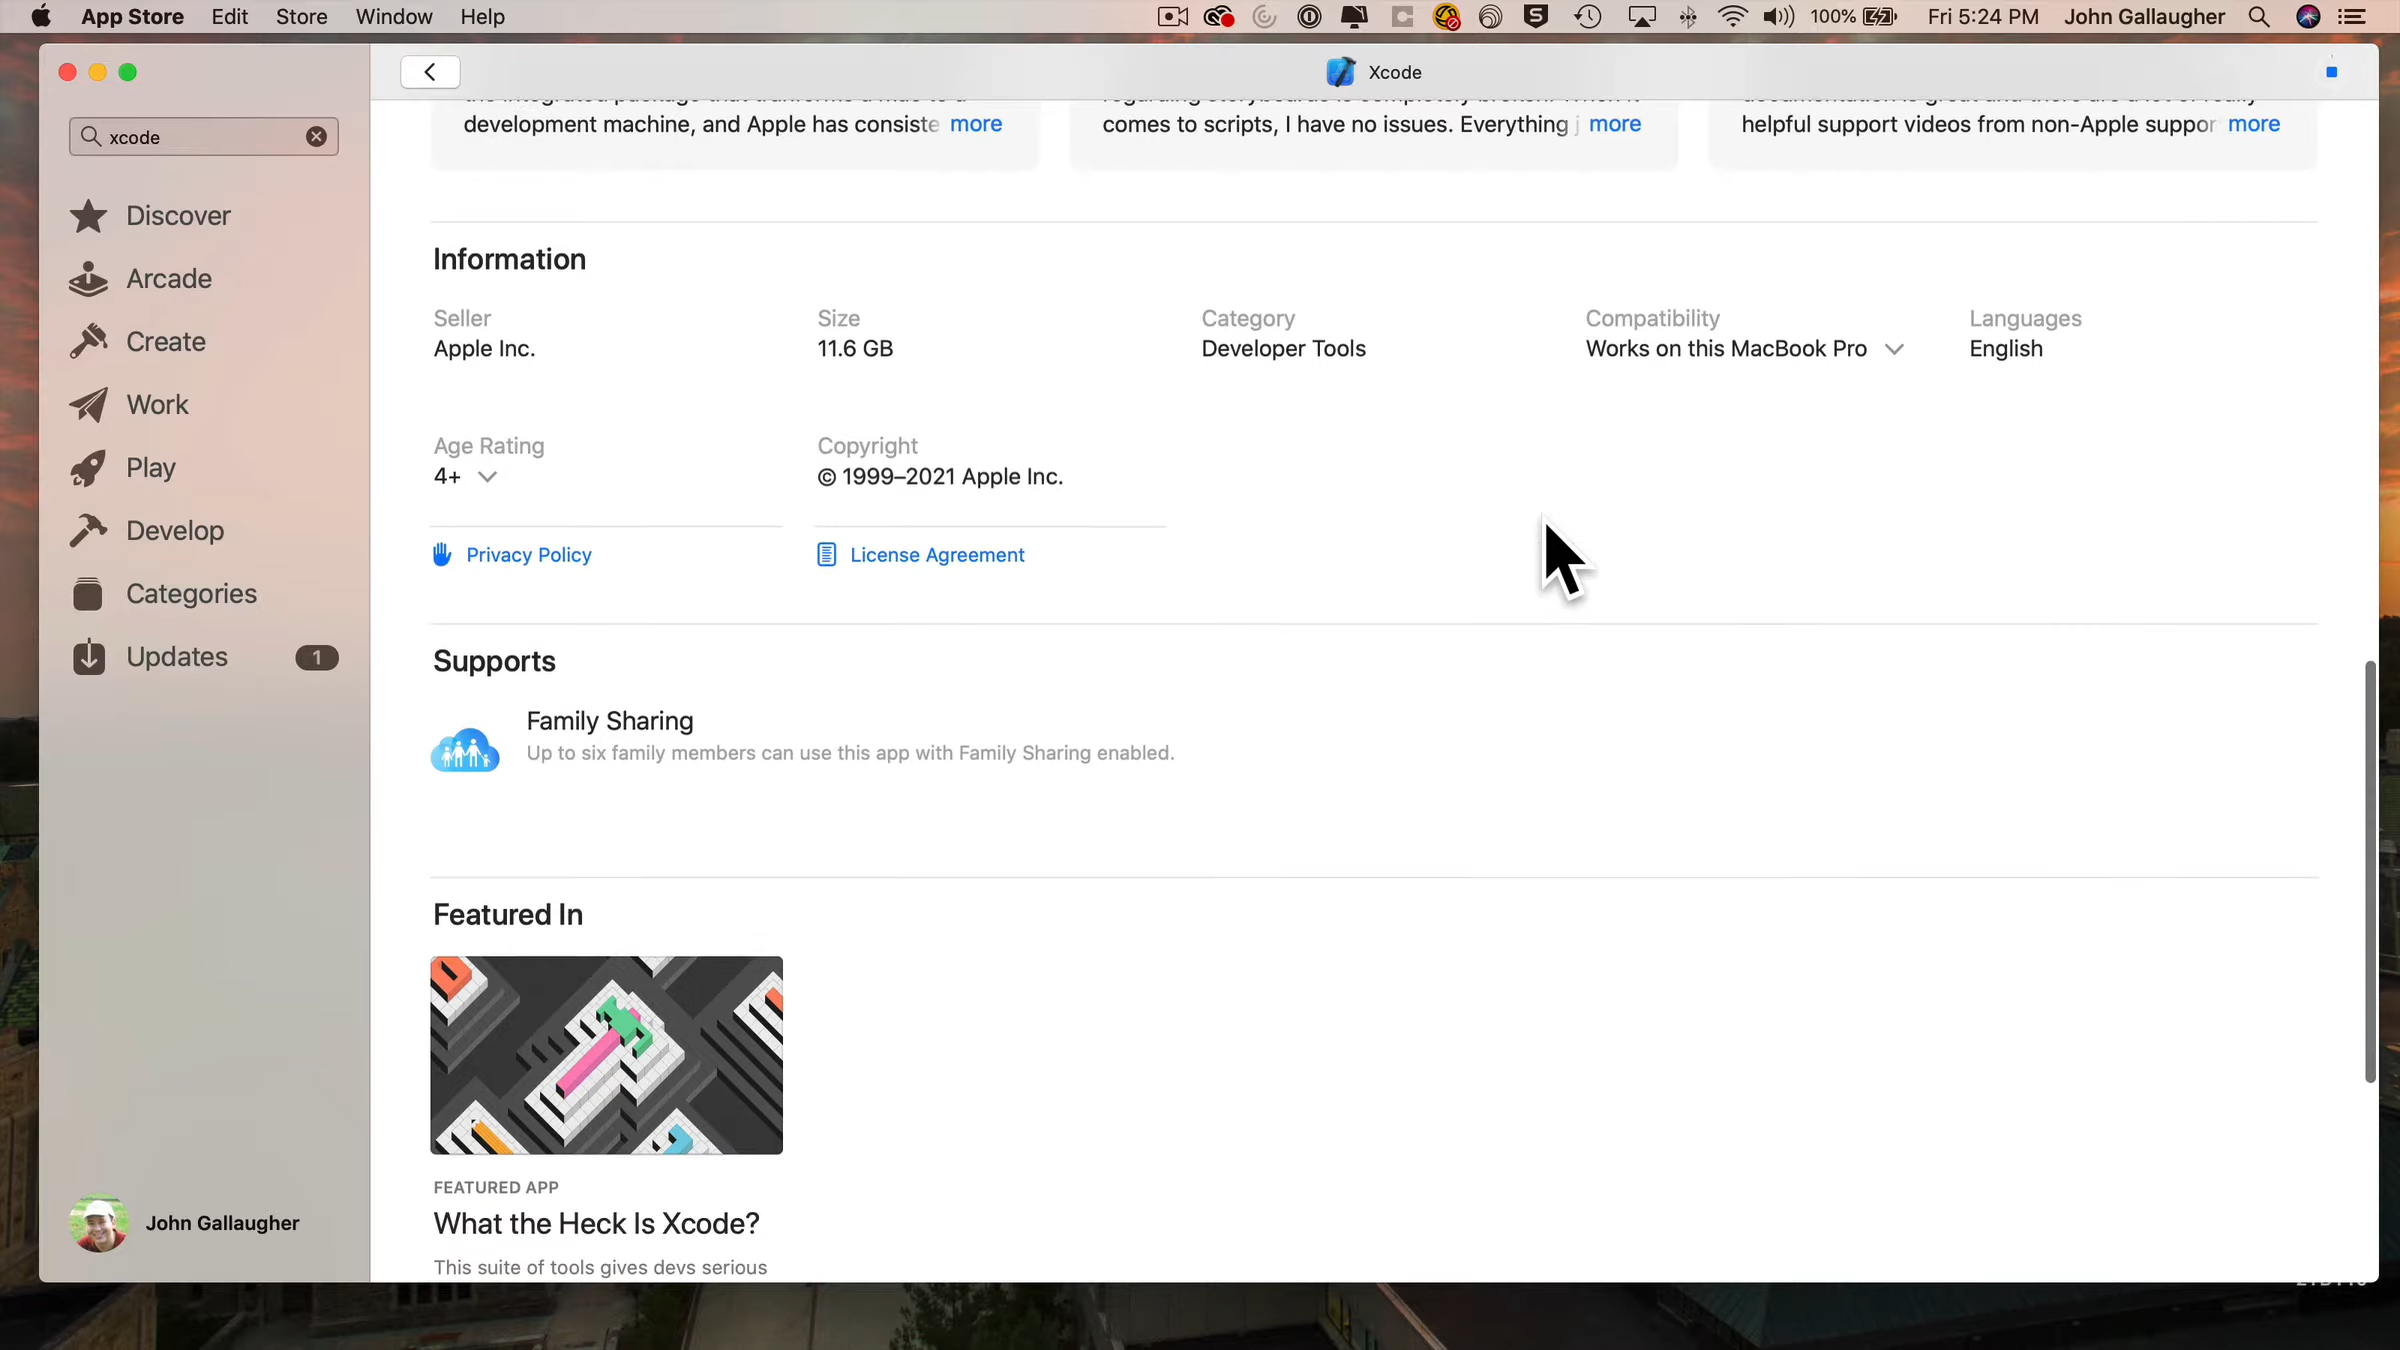 App Store Edit Store Window Help 100% Fri 5:24 PM John Gallaugher
Xcode
xcode
Discover
Arcade
Create
Work
Play
Develop
Categories
Updates 1
John Gallaugher
development machine, and Apple has consiste more
comes to scripts, I have no issues. Everything j more
helpful support videos from non-Apple suppor more
Information
Seller
Apple Inc.
Size
11.6 GB
Category
Developer Tools
Compatibility
Works on this MacBook Pro
Languages
English
Age Rating
4+
Copyright
© 1999–2021 Apple Inc.
Privacy Policy
License Agreement
Supports
Family Sharing
Up to six family members can use this app with Family Sharing enabled.
Featured In
FEATURED APP
What the Heck Is Xcode?
This suite of tools gives devs serious